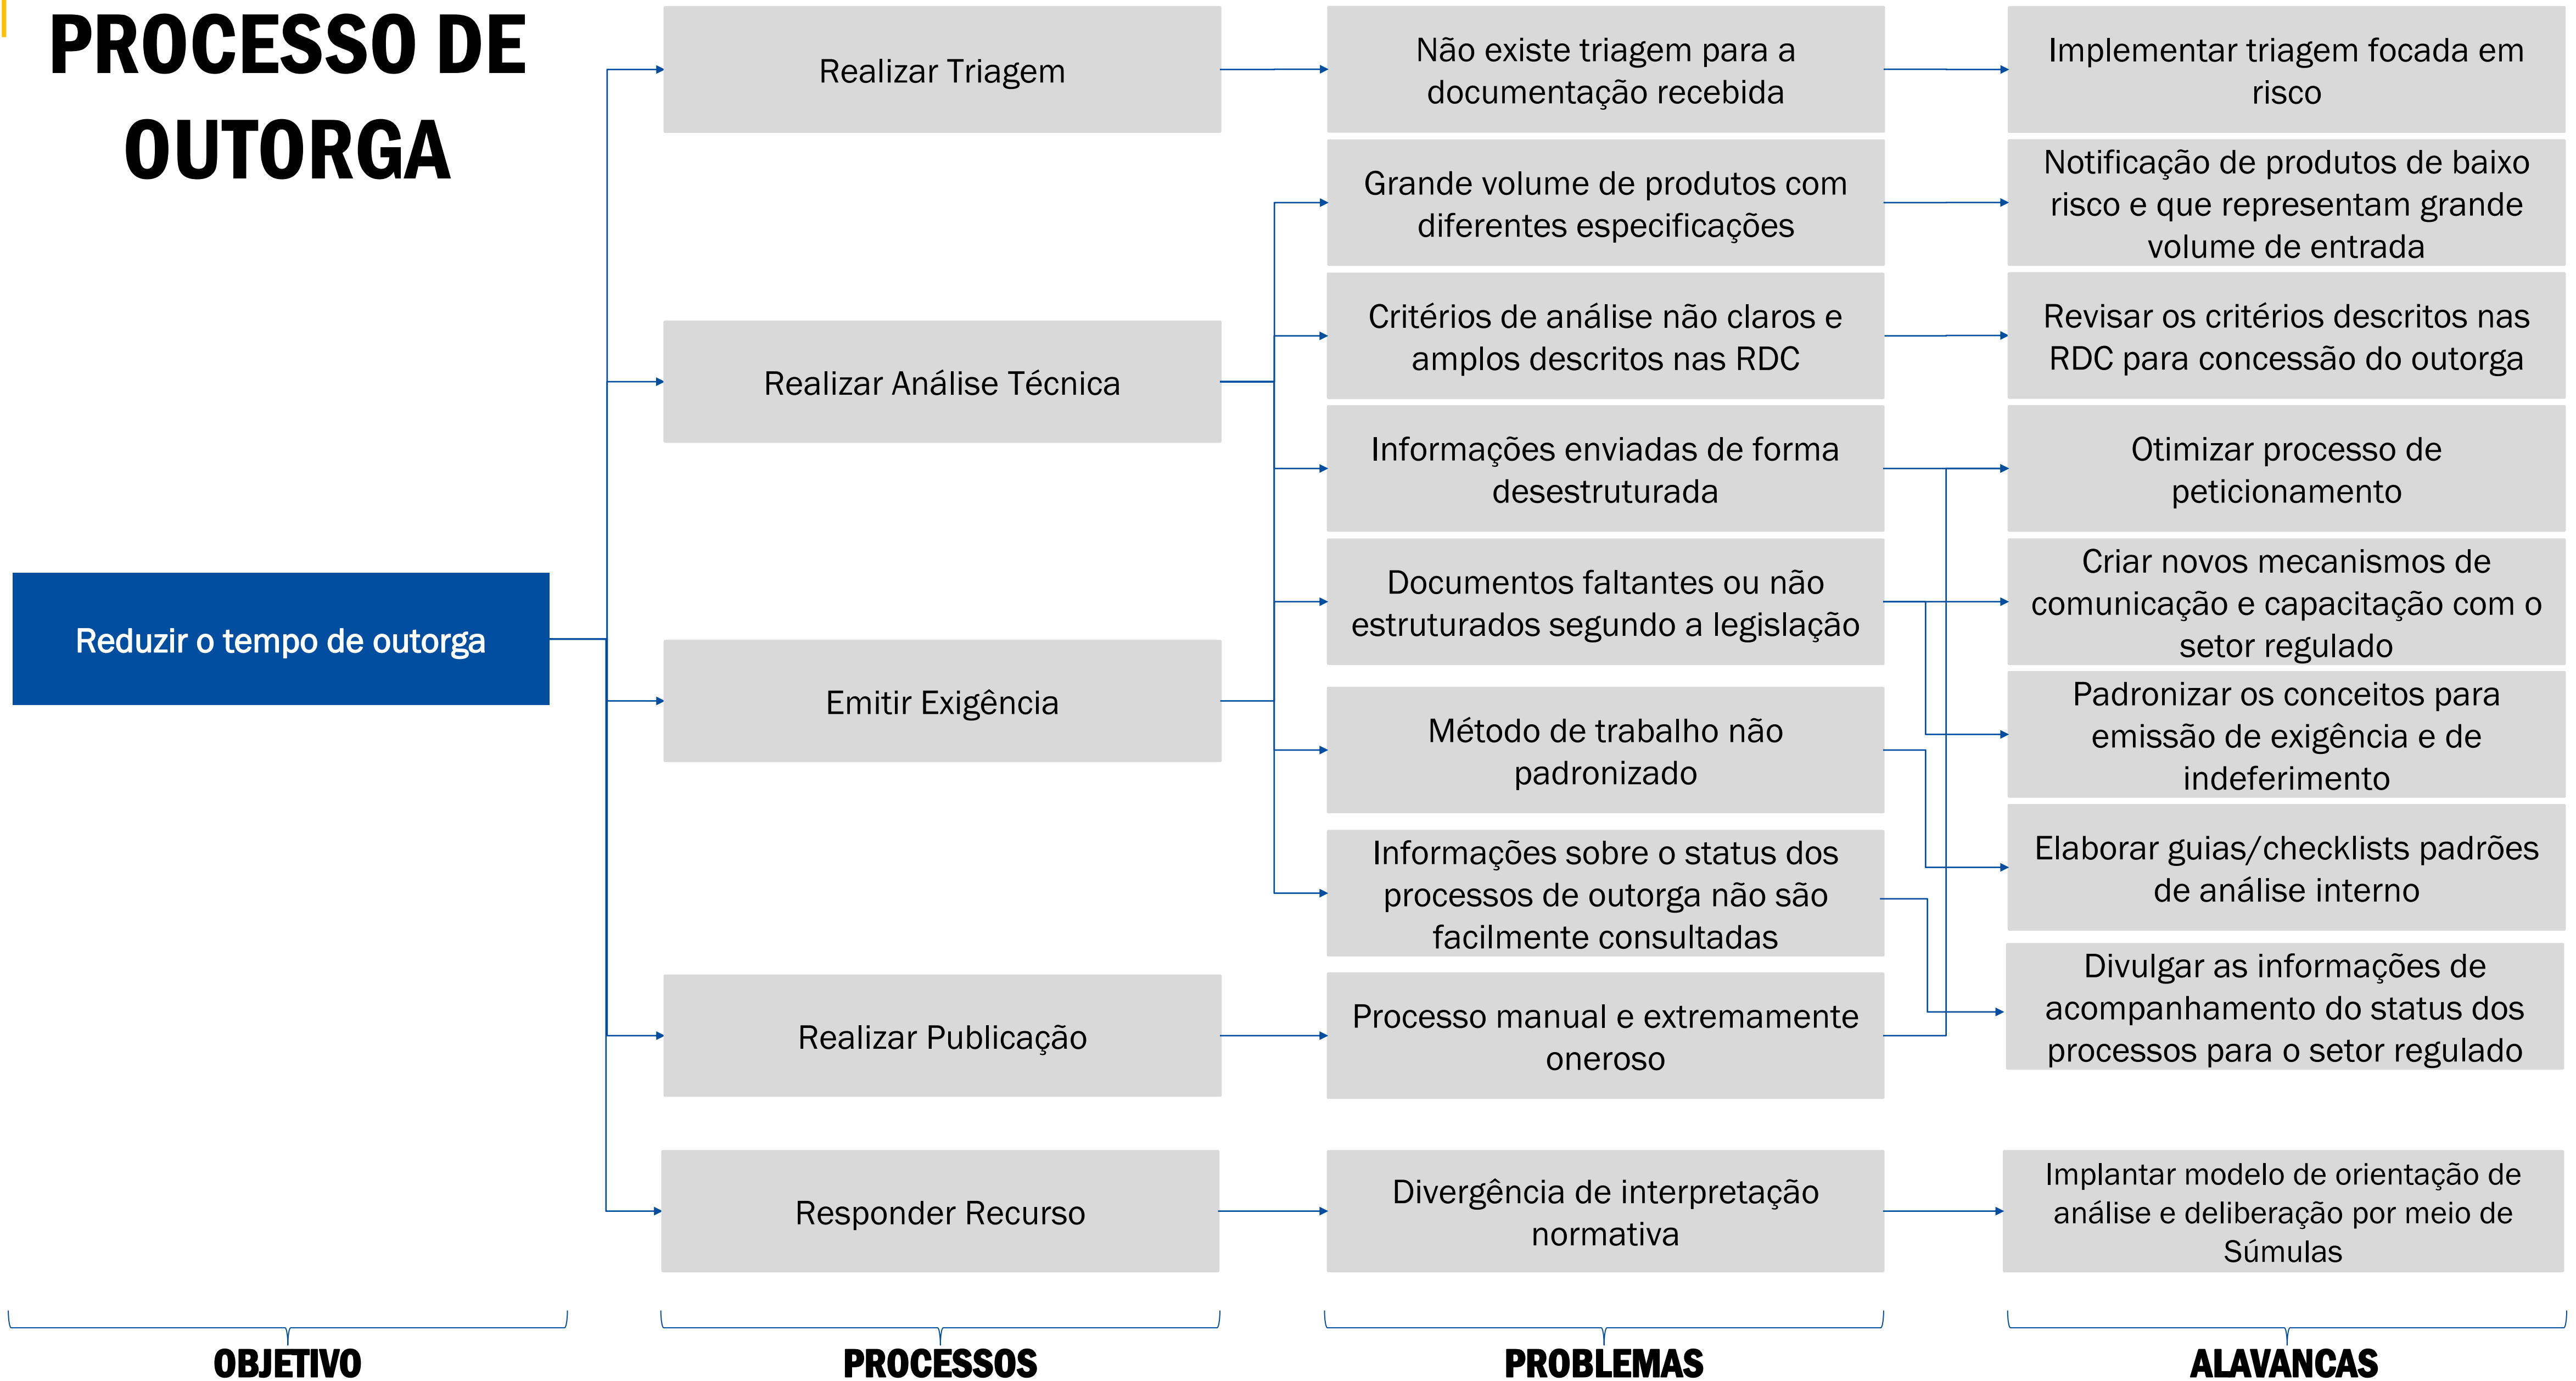 PROCESSO DE
OUTORGA
Reduzir o tempo de outorga
OBJETIVO
Realizar Triagem
Realizar Análise Técnica
Emitir Exigência
Realizar Publicação
Responder Recurso
PROCESSOS
Não existe triagem para a
documentação recebida
Grande volume de produtos com
diferentes especificações
Critérios de análise não claros e
amplos descritos nas RDC
Informações enviadas de forma
desestruturada
Documentos faltantes ou não
estruturados segundo a legislação
Método de trabalho não
padronizado
Informações sobre o status dos
processos de outorga não são
facilmente consultadas
Processo manual e extremamente
oneroso
Divergência de interpretação
normativa
PROBLEMAS
Implementar triagem focada em
risco
Notificação de produtos de baixo
risco e que representam grande
volume de entrada
Revisar os critérios descritos nas
RDC para concessão do outorga
Otimizar processo de
peticionamento
Criar novos mecanismos de
comunicação e capacitação com o
setor regulado
Padronizar os conceitos para
emissão de exigência e de
indeferimento
Elaborar guias/checklists padrões
de análise interno
Divulgar as informações de
acompanhamento do status dos
processos para o setor regulado
Implantar modelo de orientação de
análise e deliberação por meio de
Súmulas
ALAVANCAS